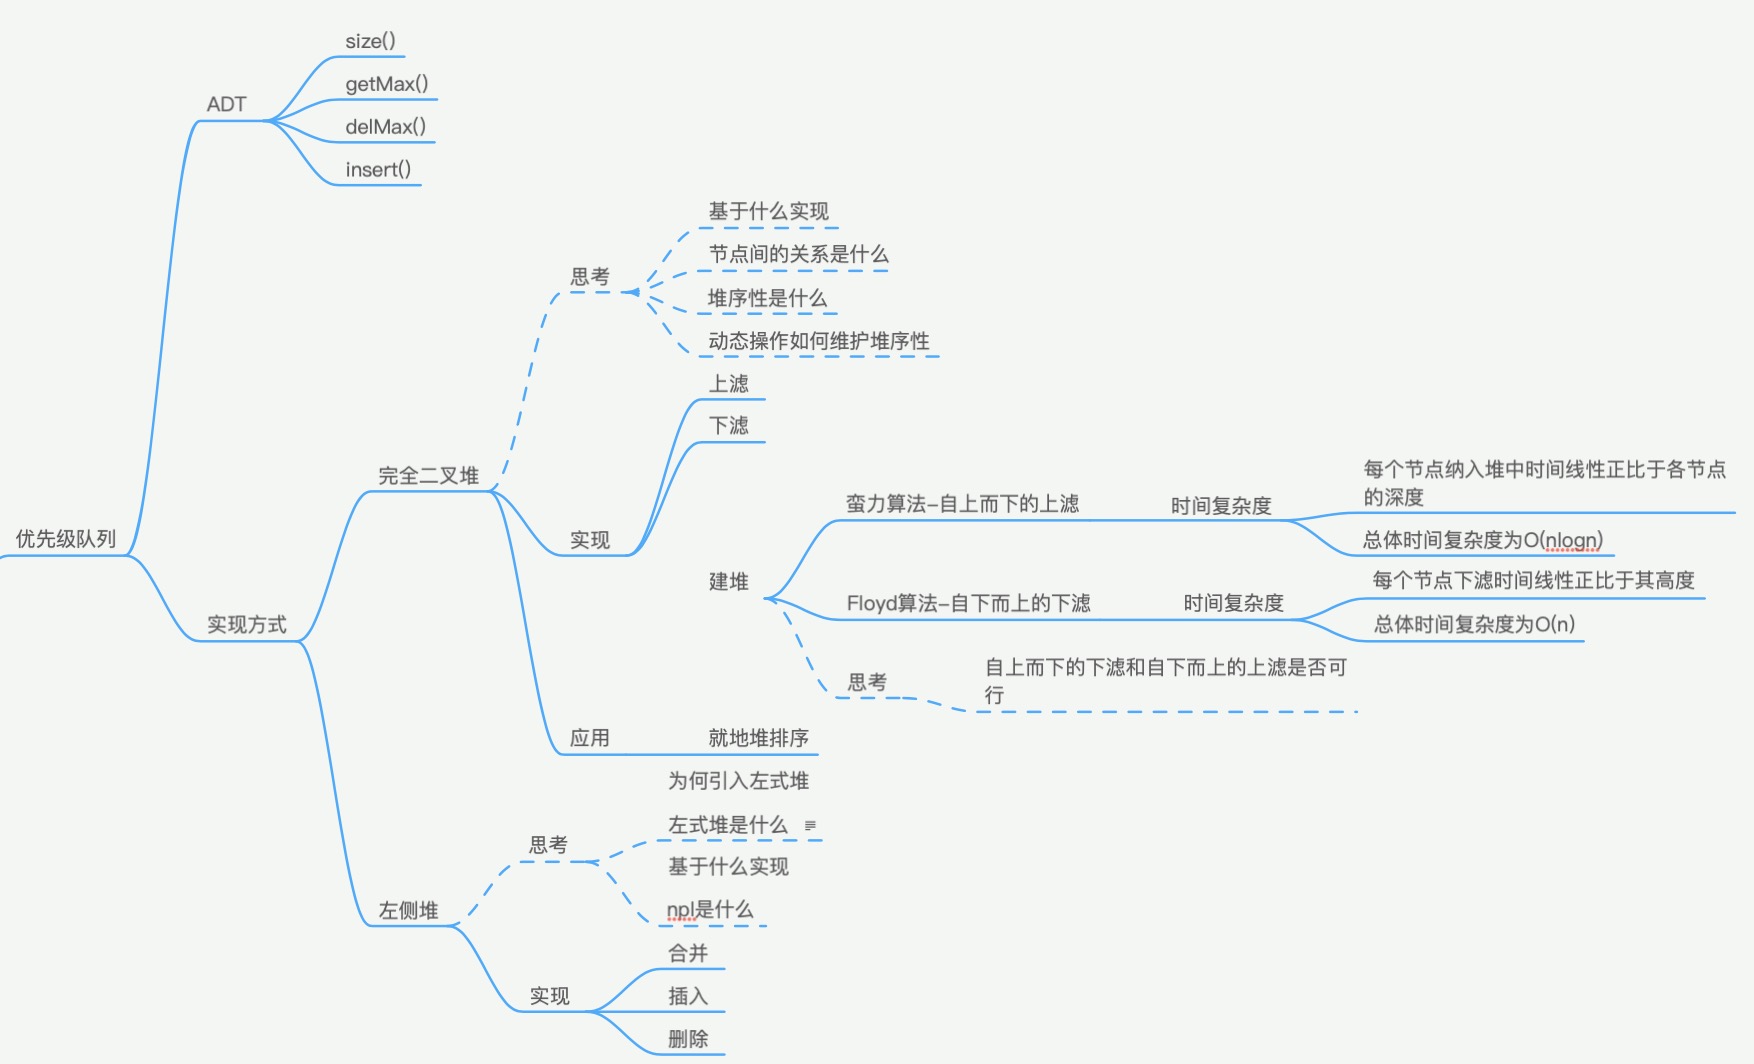 size()
getMax()
ADT
delMax()
insert()
基于什么实现
节点间的关系是什么
思考
堆序性是什么
动态操作如何维护堆序性
上滤
下滤
完全二叉堆
每个节点纳入堆中时间线性正比于各节点
的深度
蛮力算法–自上而下的上滤
时间复杂度
优先级队列
实现
总体时间复杂度为O(nlogn)
建堆
每个节点下滤时间线性正比于其高度
Floyd算法–自下而上的下滤
时间复杂度
实现方式
总体时间复杂度为O(n)
自上而下的下滤和自下而上的上滤是否可
行
思考
应用
就地堆排序
为何引入左式堆
左式堆是什么
思考
基于什么实现
左侧堆
npl是什么
合并
实现
插入
删除